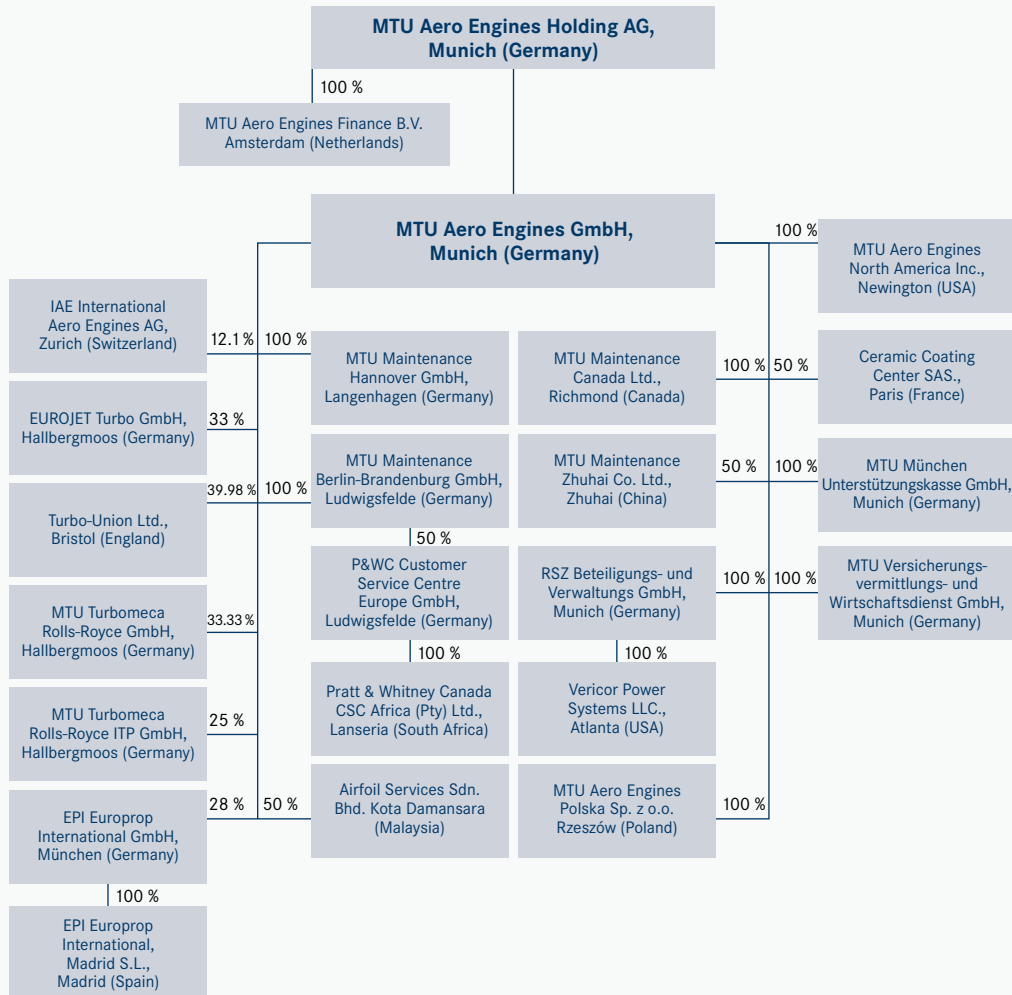 MTU Aero Engines Holding AG,
Munich (Germany)
100 %
MTU Aero Engines Finance B.V.
Amsterdam (Netherlands)
MTU Aero Engines GmbH,
Munich (Germany)
100 %
MTU Aero Engines
North America Inc.,
Newington (USA)
IAE International
Aero Engines AG,
Zurich (Switzerland)
12.1 %
100 %
MTU Maintenance
Hannover GmbH,
Langenhagen (Germany)
MTU Maintenance
Canada Ltd.,
Richmond (Canada)
100 %
50 %
Ceramic Coating
Center SAS.,
Paris (France)
EUROJET Turbo GmbH,
Hallbergmoos (Germany)
33 %
Turbo-Union Ltd.,
Bristol (England)
39.98 %
100 %
MTU Maintenance
Berlin-Brandenburg GmbH,
Ludwigsfelde (Germany)
MTU Maintenance
Zhuhai Co. Ltd.,
Zhuhai (China)
50 %
100 %
MTU München
Unterstützungskasse GmbH,
Munich (Germany)
50 %
P&WC Customer
Service Centre
Europe GmbH,
Ludwigsfelde (Germany)
RSZ Beteiligungs- und
Verwaltungs GmbH,
Munich (Germany)
100 %
100 %
MTU Versicherungs-
vermittlungs- und
Wirtschaftsdienst GmbH,
Munich (Germany)
MTU Turbomeca
Rolls-Royce GmbH,
Hallbergmoos (Germany)
33.33 %
100 %
Pratt & Whitney Canada
CSC Africa (Pty) Ltd.,
Lanseria (South Africa)
100 %
Vericor Power
Systems LLC.,
Atlanta (USA)
MTU Turbomeca
Rolls-Royce ITP GmbH,
Hallbergmoos (Germany)
25 %
EPI Europrop
International GmbH,
München (Germany)
28 %
50 %
Airfoil Services Sdn.
Bhd. Kota Damansara
(Malaysia)
MTU Aero Engines
Polska Sp. z o.o.
Rzeszów (Poland)
100 %
100 %
EPI Europrop
International,
Madrid S.L.,
Madrid (Spain)